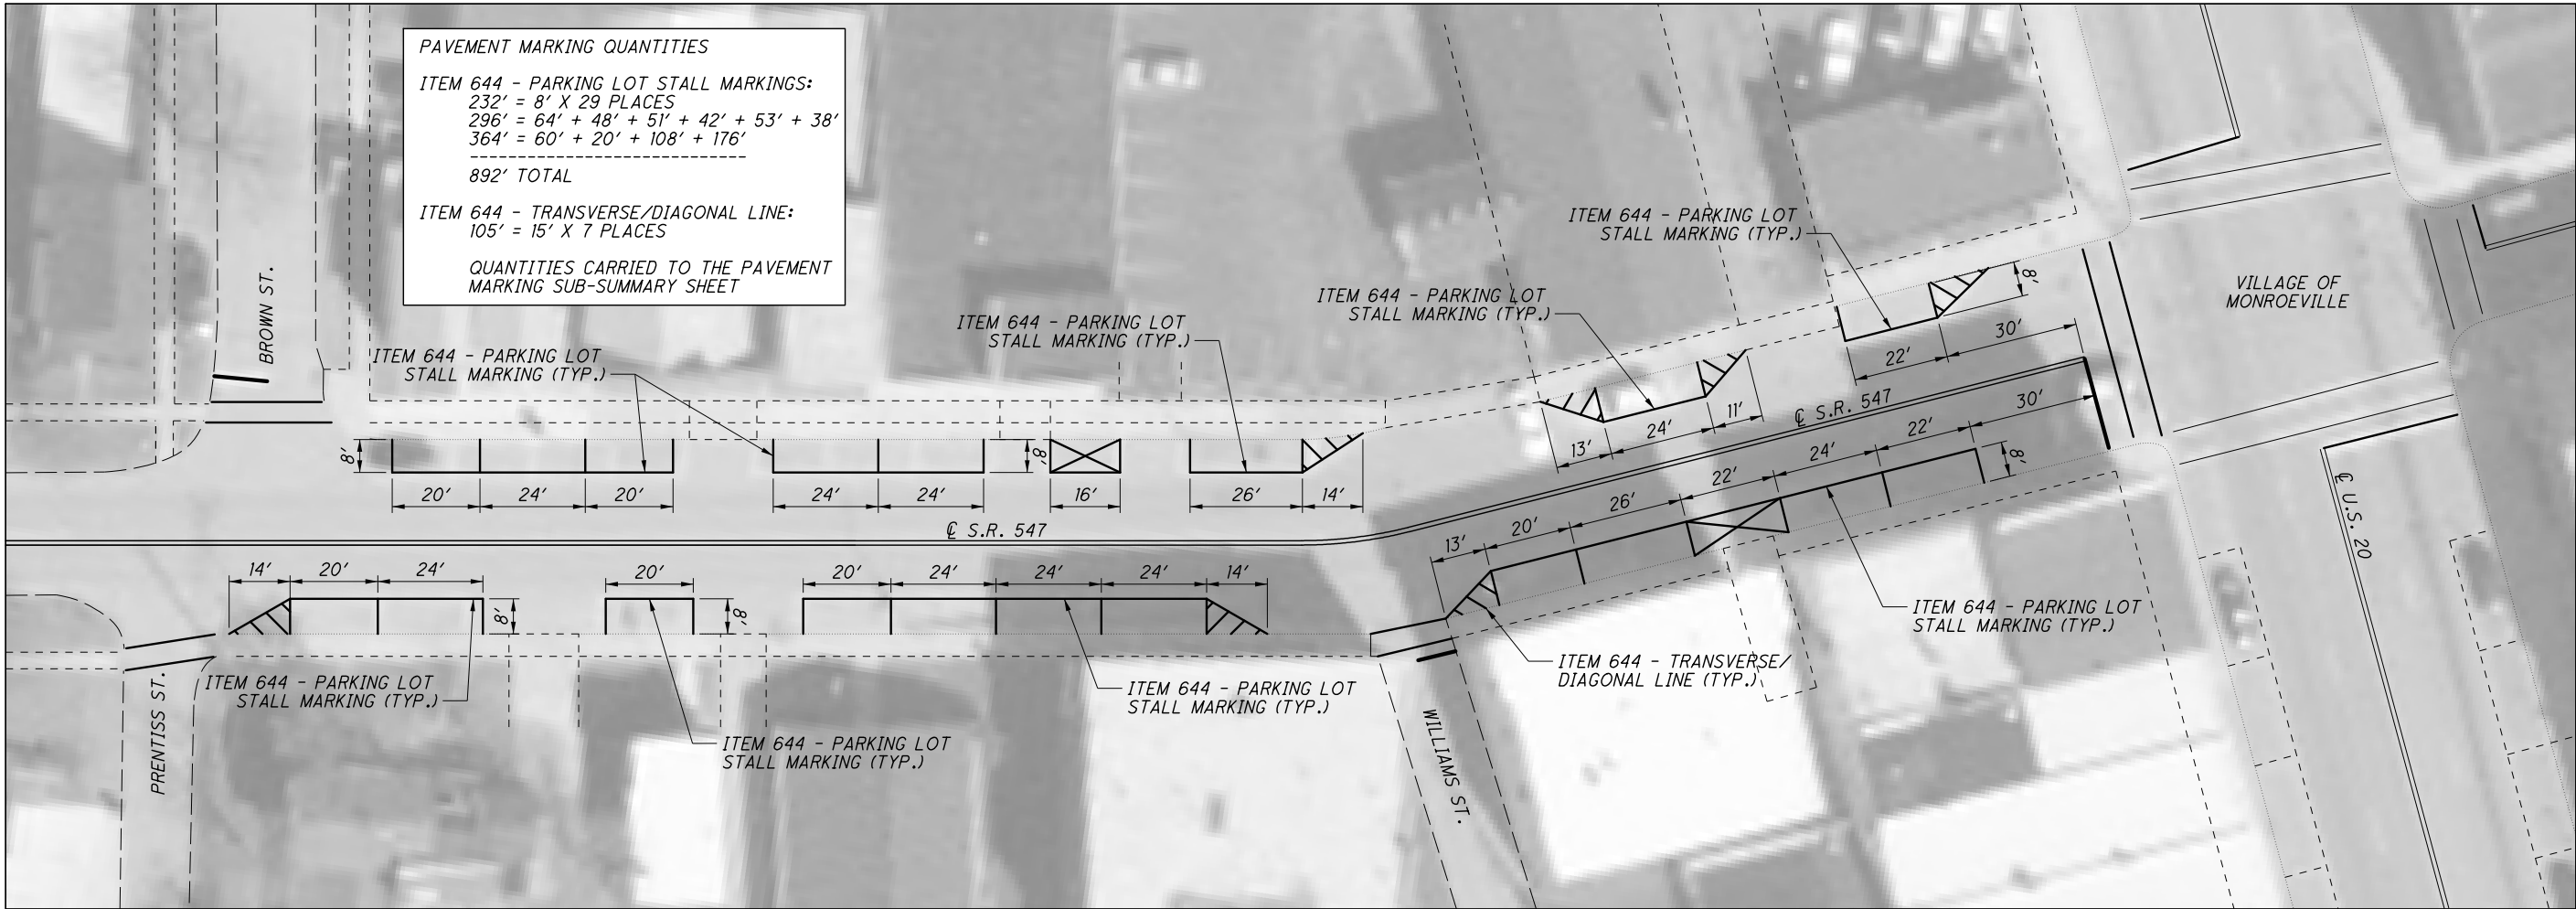 PAVEMENT MARKING QUANTITIES
ITEM 644 - PARKING LOT STALL MARKINGS:
232' = 8' X 29 PLACES
296' = 64' + 48' + 51' + 42' + 53' + 38'
364' = 60' + 20' + 108' + 176'
-----------------------------
892' TOTAL
ITEM 644 - TRANSVERSE/DIAGONAL LINE:
105' = 15' X 7 PLACES
QUANTITIES CARRIED TO THE PAVEMENT
MARKING SUB-SUMMARY SHEET
BROWN ST.
ITEM 644 - PARKING LOT
STALL MARKING (TYP.)
ITEM 644 - PARKING LOT
STALL MARKING (TYP.)
ITEM 644 - PARKING LOT
STALL MARKING (TYP.)
ITEM 644 - PARKING LOT
STALL MARKING (TYP.)
VILLAGE OF
MONROEVILLE
8'
22'
30'
13'
24'
11'
℄ S.R. 547
8'
20'
24'
20'
24'
24'
8'
16'
26'
14'
℄ S.R. 547
13'
20'
26'
22'
24'
22'
30'
8'
℄ U.S. 20
14'
20'
24'
8'
20'
8'
20'
24'
24'
24'
14'
ITEM 644 - PARKING LOT
STALL MARKING (TYP.)
ITEM 644 - TRANSVERSE/
DIAGONAL LINE (TYP.)
ITEM 644 - PARKING LOT
STALL MARKING (TYP.)
ITEM 644 - PARKING LOT
STALL MARKING (TYP.)
ITEM 644 - PARKING LOT
STALL MARKING (TYP.)
PRENTISS ST.
WILLIAMS ST.